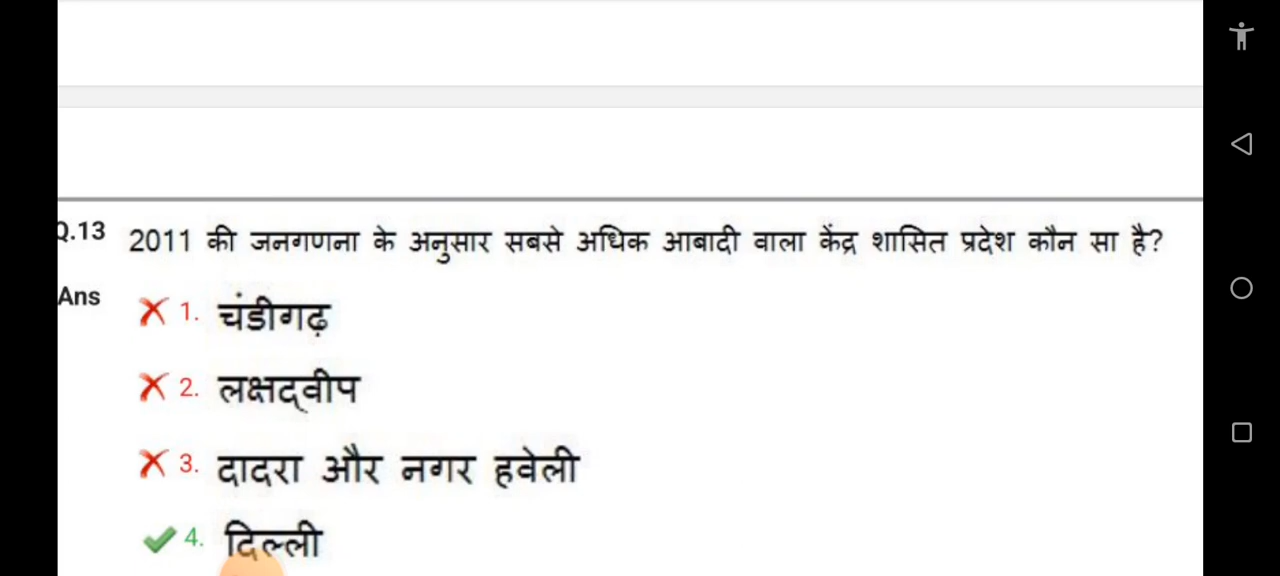 Q.13 2011 की जनगणना के अनुसार सबसे अधिक आबादी वाला केंद्र शासित प्रदेश कौन सा है?
Ans
1. चंडीगढ़
2. लक्षद्वीप
3. दादरा और नगर हवेली
4. दिल्ली